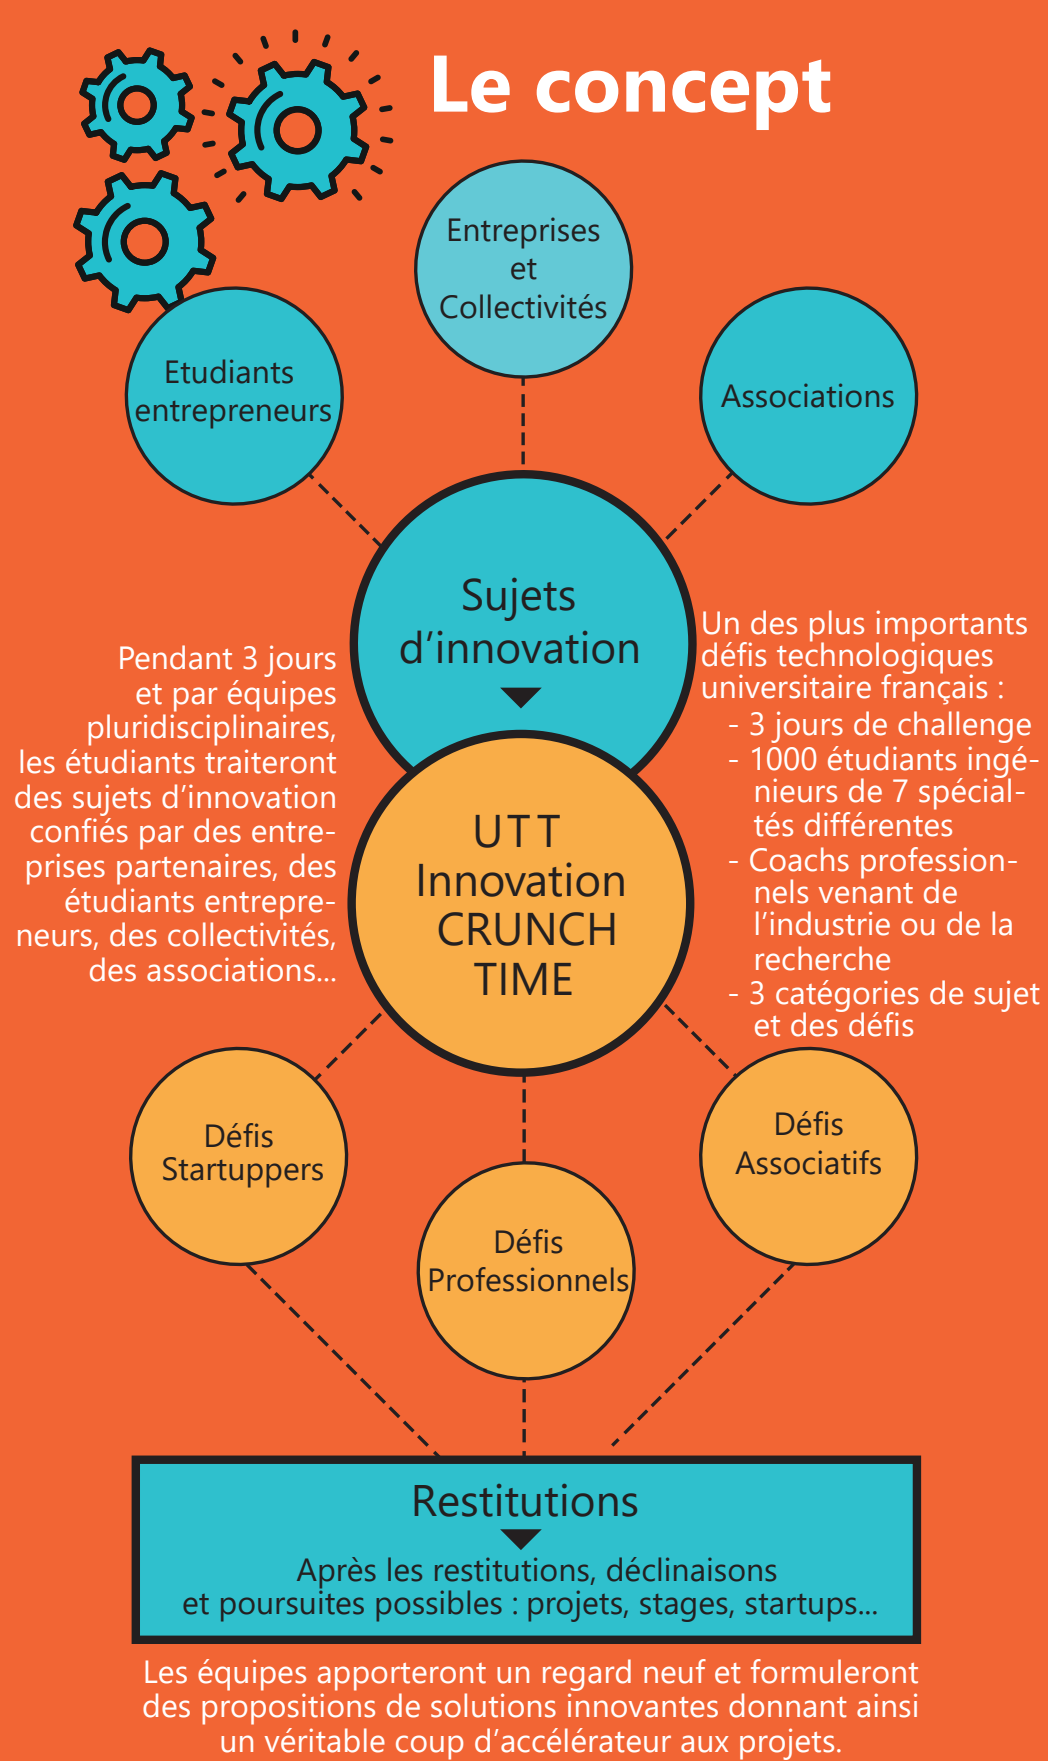 Le concept
Entreprises
et
Collectivités
Etudiants
entrepreneurs
Associations
Sujets
d'innovation
Pendant 3 jours
et par équipes
pluridisciplinaires,
les étudiants traiteront
des sujets d'innovation
confiés par des entre-
prises partenaires, des
étudiants entrepre-
neurs, des collectivités,
des associations...
Un des plus importants
défis technologiques
universitaire français :
- 3 jours de challenge
- 1000 étudiants ingé-
nieurs de 7 spécial-
tés différentes
- Coachs profession-
nels venant de
l'industrie ou de la
recherche
- 3 catégories de sujet
et des défis
UTT
Innovation
CRUNCH
TIME
Défis
Startuppers
Défis
Professionnels
Défis
Associatifs
Restitutions
Après les restitutions, déclinaisons
et poursuites possibles : projets, stages, startups...
Les équipes apporteront un regard neuf et formuleront
des propositions de solutions innovantes donnant ainsi
un véritable coup d'accélérateur aux projets.